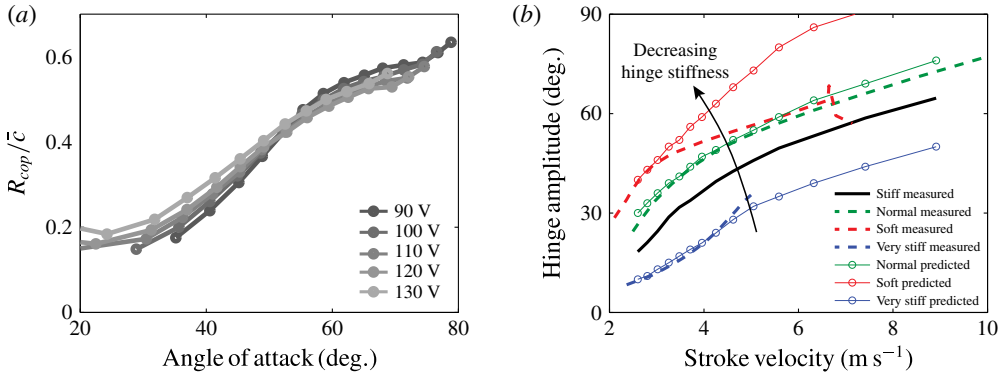 (a)
0.6
0.4
0.2
0
R_cop/c̅
20
40
60
80
Angle of attack (deg.)
90 V
100 V
110 V
120 V
130 V
(b)
90
60
30
0
Hinge amplitude (deg.)
Decreasing
hinge stiffness
Stiff measured
Normal measured
Soft measured
Very stiff measured
Normal predicted
Soft predicted
Very stiff predicted
2
4
6
8
10
Stroke velocity (m s⁻¹)